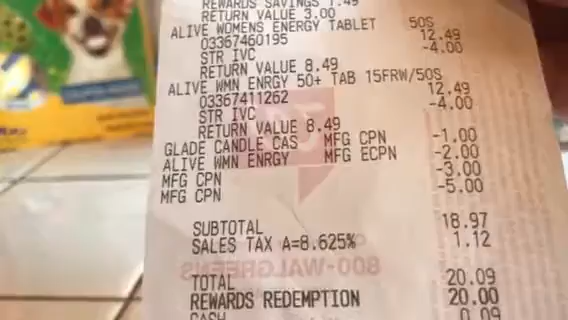 REWARDS SAVINGS 1.49
RETURN VALUE 3.00
ALIVE WOMENS ENERGY TABLET 50S
03367460195 12.49
STR IVC -4.00
RETURN VALUE 8.49
ALIVE WMN ENERGY 50+ TAB 15FRW/50S
03367411262 12.49
STR IVC -4.00
RETURN VALUE 8.49
GLADE CANDLE CAS MFG CPN -1.00
ALIVE WMN ENRGY MFG ECPN -2.00
MFG CPN -3.00
MFG CPN -5.00
SUBTOTAL 18.97
SALES TAX A=8.625% 1.12
800-WALGREENS
TOTAL 20.09
REWARDS REDEMPTION 20.00
CASH 0.09